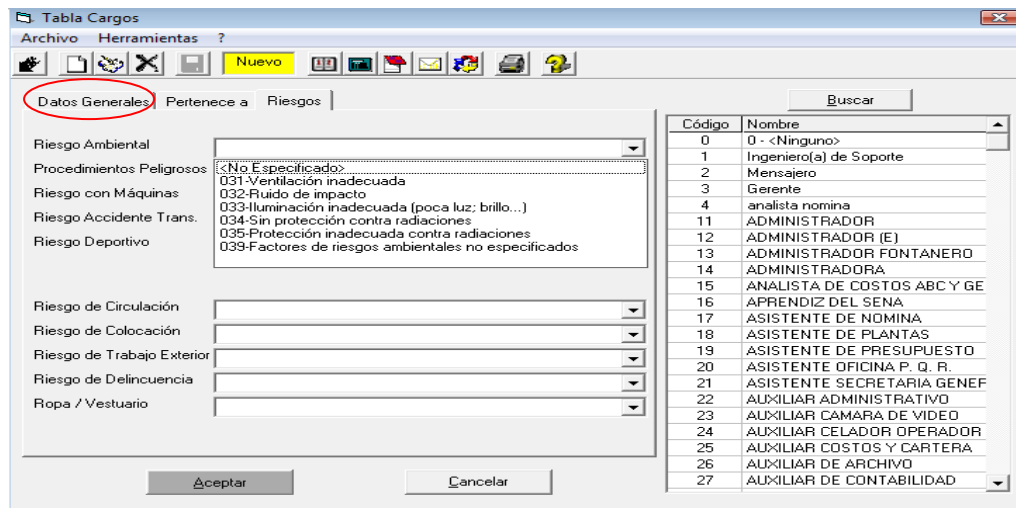 Tabla Cargos
Archivo Herramientas ?
Nuevo
Datos Generales Pertenece a Riesgos
Riesgo Ambiental
Procedimientos Peligrosos
Riesgo con Máquinas
Riesgo Accidente Trans.
Riesgo Deportivo
<No Especificado>
031-Ventilación inadecuada
032-Ruido de impacto
033-Iluminación inadecuada (poca luz; brillo...)
034-Sin protección contra radiaciones
035-Protección inadecuada contra radiaciones
039-Factores de riesgos ambientales no especificados
Riesgo de Circulación
Riesgo de Colocación
Riesgo de Trabajo Exterior
Riesgo de Delincuencia
Ropa / Vestuario
Aceptar Cancelar
Buscar
Código Nombre
0 0 - <Ninguno>
1 Ingeniero(a) de Soporte
2 Mensajero
3 Gerente
4 analista nomina
11 ADMINISTRADOR
12 ADMINISTRADOR (E)
13 ADMINISTRADOR FONTANERO
14 ADMINISTRADORA
15 ANALISTA DE COSTOS ABC Y GE
16 APRENDIZ DEL SENA
17 ASISTENTE DE NOMINA
18 ASISTENTE DE PLANTAS
19 ASISTENTE DE PRESUPUESTO
20 ASISTENTE OFICINA P. Q. R.
21 ASISTENTE SECRETARIA GENEF
22 AUXILIAR ADMINISTRATIVO
23 AUXILIAR CAMARA DE VIDEO
24 AUXILIAR CELADOR OPERADOR
25 AUXILIAR COSTOS Y CARTERA
26 AUXILIAR DE ARCHIVO
27 AUXILIAR DE CONTABILIDAD